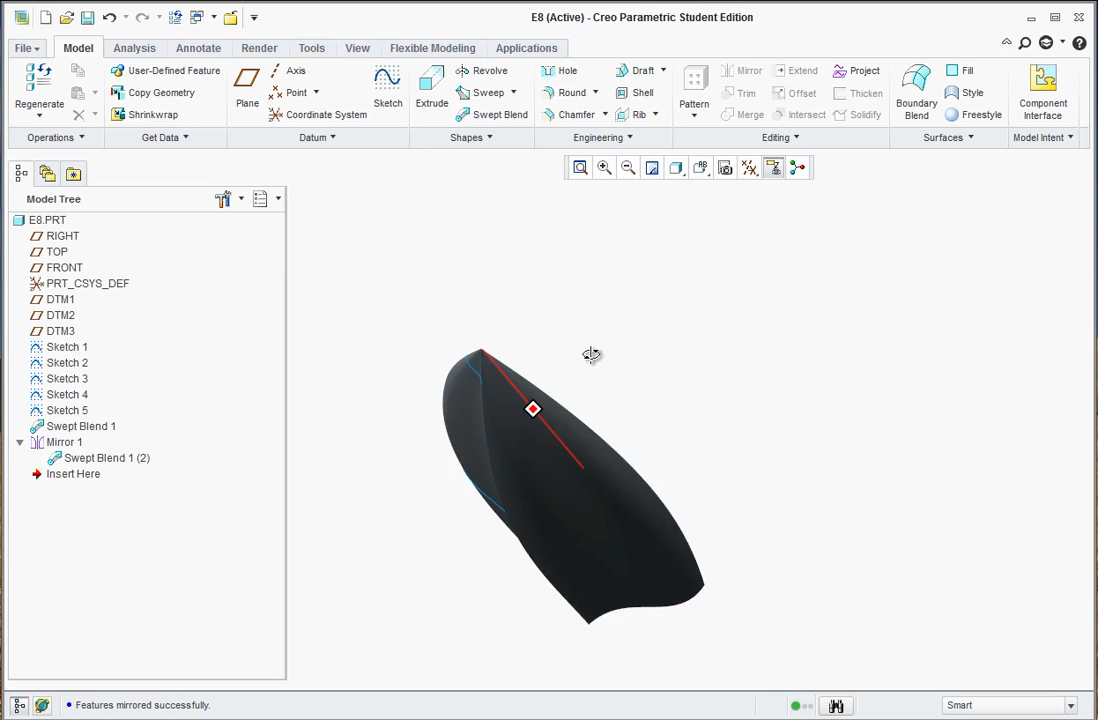 E8 (Active) - Creo Parametric Student Edition
File Model Analysis Annotate Render Tools View Flexible Modeling Applications
Regenerate User-Defined Feature Copy Geometry Shrinkwrap Plane Axis Point Coordinate System Sketch Extrude Revolve Sweep Swept Blend Hole Round Chamfer Draft Shell Rib Pattern Mirror Trim Merge Extend Offset Intersect Project Thicken Solidify Boundary Blend Fill Style Freestyle Component Interface
Operations Get Data Datum Shapes Engineering Editing Surfaces Model Intent
Model Tree
E8.PRT
RIGHT
TOP
FRONT
PRT_CSYS_DEF
DTM1
DTM2
DTM3
Sketch 1
Sketch 2
Sketch 3
Sketch 4
Sketch 5
Swept Blend 1
Mirror 1
Swept Blend 1 (2)
Insert Here
Features mirrored successfully.
Smart